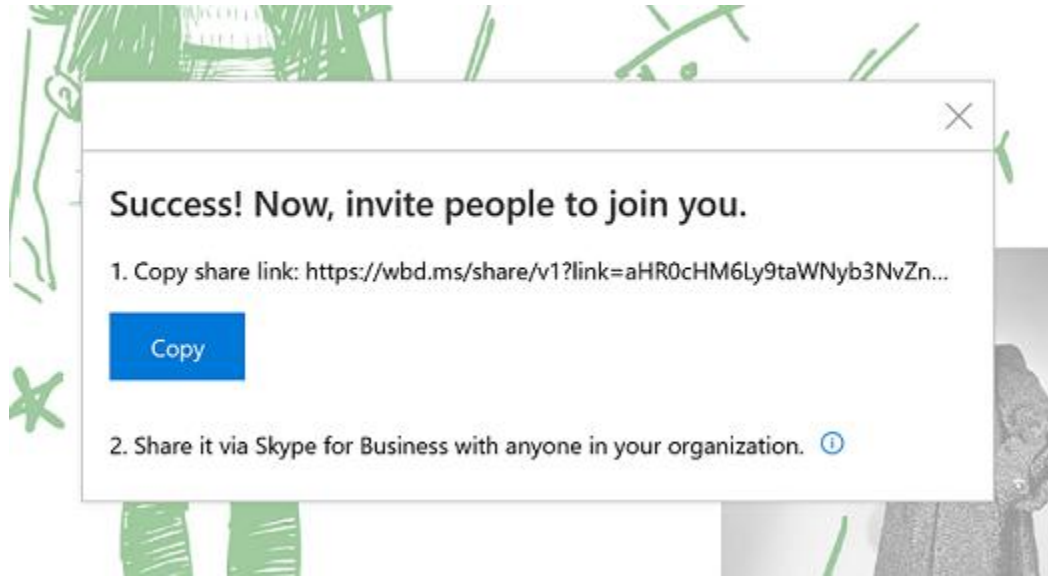 Success! Now, invite people to join you.
1. Copy share link: https://wbd.ms/share/v1?link=aHR0cHM6Ly9taWNyb3NvZn...
Copy
2. Share it via Skype for Business with anyone in your organization.